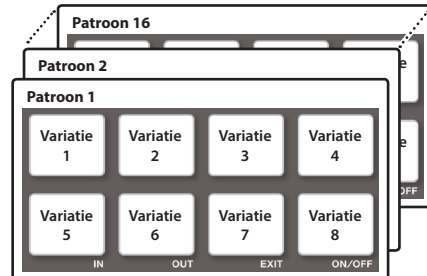 Patroon 16
Patroon 2
e
Patroon 1
Variatie 1
Variatie 2
Variatie 3
Variatie 4
e
Variatie 5
Variatie 6
Variatie 7
Variatie 8
OFF
IN
OUT
EXIT
ON/OFF